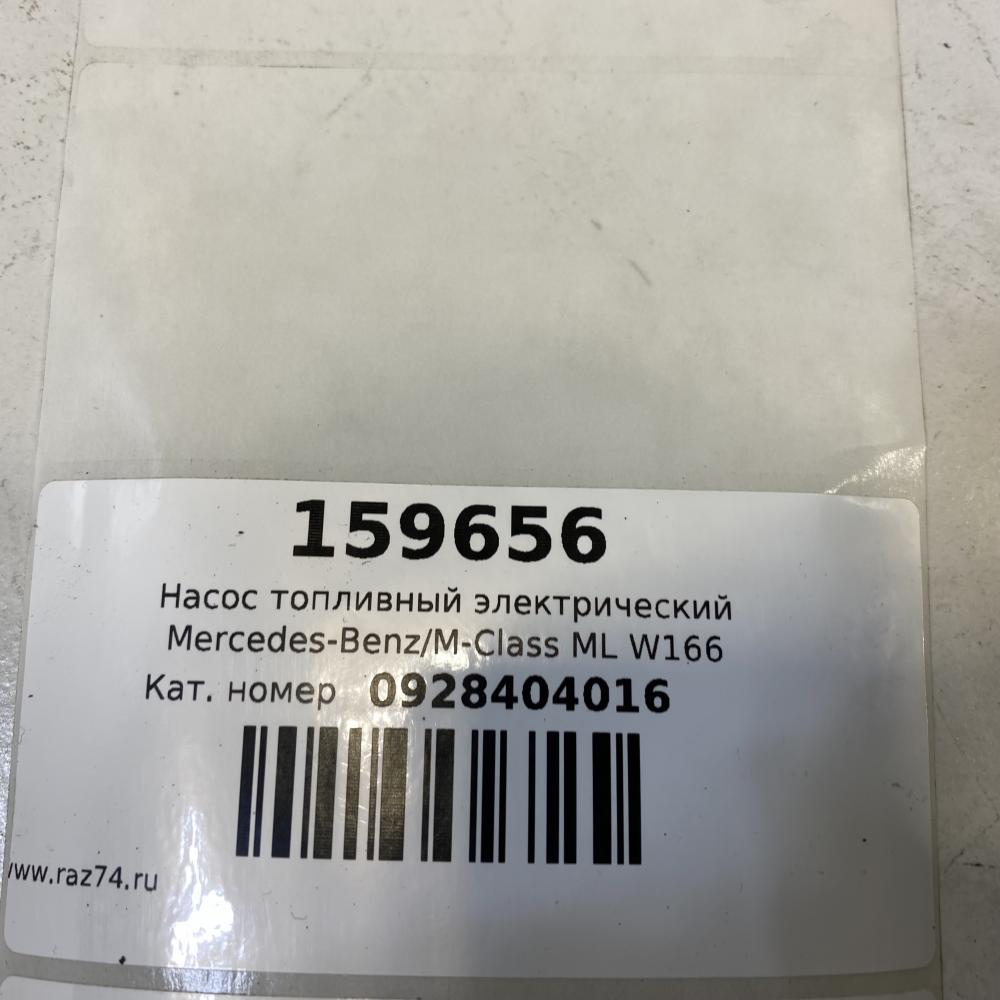 159656
Насос топливный электрический
Mercedes-Benz/M-Class ML W166
Кат. номер 0928404016
www.raz74.ru